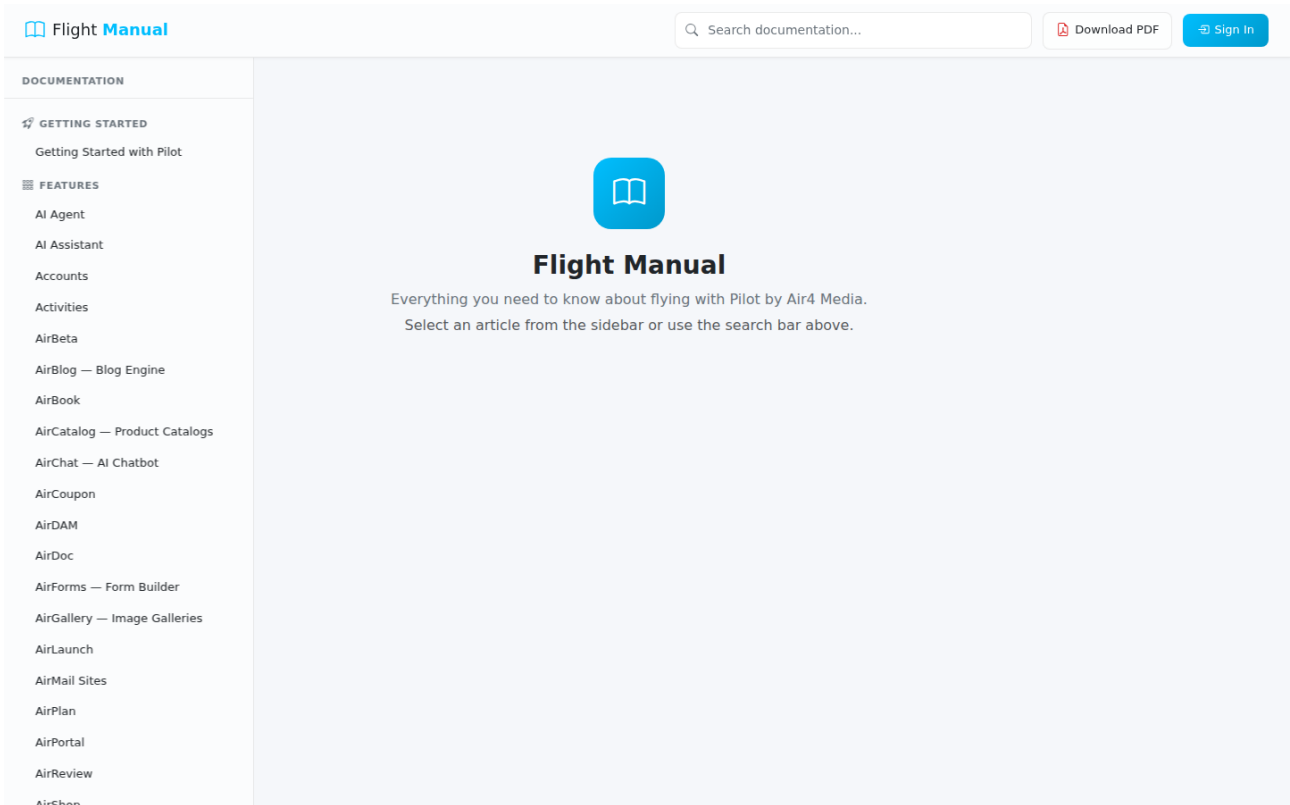 Flight Manual
Search documentation...
Download PDF
Sign In
DOCUMENTATION
GETTING STARTED
Getting Started with Pilot
FEATURES
AI Agent
AI Assistant
Accounts
Activities
AirBeta
AirBlog — Blog Engine
AirBook
AirCatalog — Product Catalogs
AirChat — AI Chatbot
AirCoupon
AirDAM
AirDoc
AirForms — Form Builder
AirGallery — Image Galleries
AirLaunch
AirMail Sites
AirPlan
AirPortal
AirReview
AirShop
Flight Manual
Everything you need to know about flying with Pilot by Air4 Media.
Select an article from the sidebar or use the search bar above.